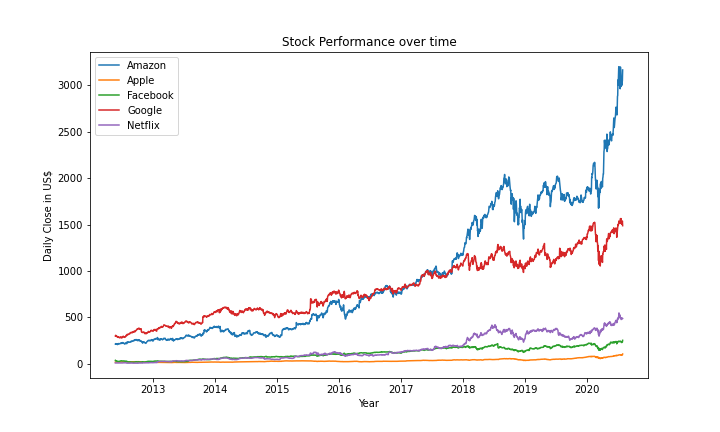 Stock Performance over time
Amazon
Apple
Facebook
Google
Netflix
Daily Close in US$
3000
2500
2000
1500
1000
500
0
2013 2014 2015 2016 2017 2018 2019 2020
Year